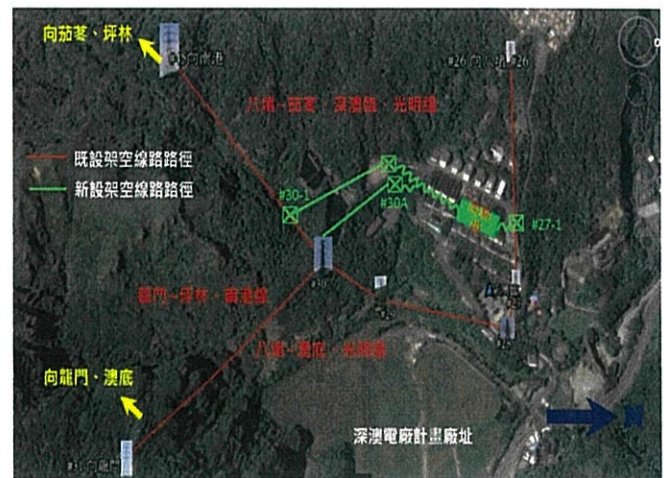 向茄苳、坪林
#26
八堵~茄苳、深澳臨、光明線
既設架空線路路徑
新設架空線路路徑
#30-1
#30A
#27-1
龍門~坪林、南港線
八堵~澳底、光明線
向龍門、澳底
深澳電廠計畫廠址
N